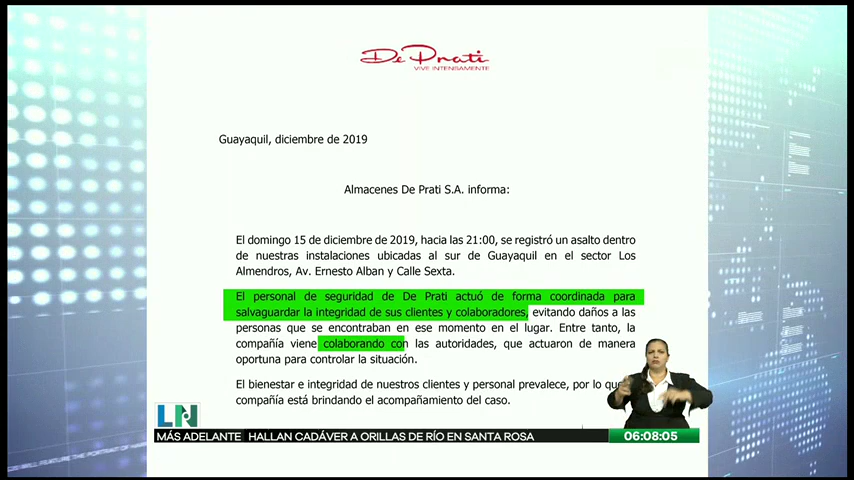 De Prati
VIVE INTENSAMENTE
Guayaquil, diciembre de 2019
Almacenes De Prati S.A. informa:
El domingo 15 de diciembre de 2019, hacia las 21:00, se registró un asalto dentro
de nuestras instalaciones ubicadas al sur de Guayaquil en el sector Los
Almendros, Av. Ernesto Alban y Calle Sexta.
El personal de seguridad de De Prati actuó de forma coordinada para
salvaguardar la integridad de sus clientes y colaboradores, evitando daños a las
personas que se encontraban en ese momento en el lugar. Entre tanto, la
compañía viene colaborando con las autoridades, que actuaron de manera
oportuna para controlar la situación.
El bienestar e integridad de nuestros clientes y personal prevalece, por lo que
compañía está brindando el acompañamiento del caso.
LN
MÁS ADELANTE HALLAN CADÁVER A ORILLAS DE RÍO EN SANTA ROSA
06:08:05